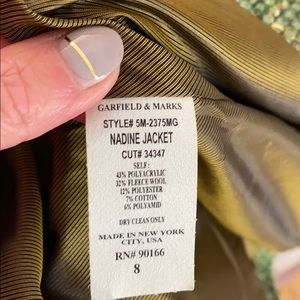 GARFIELD & MARKS
STYLE# 5M-2375MG
NADINE JACKET
CUT# 34347
SELF:
43% POLYACRYLIC
32% FLEECE WOOL
12% POLYESTER
7% COTTON
6% POLYAMID
DRY CLEAN ONLY
MADE IN NEW YORK
CITY, USA
RN# 90166
8